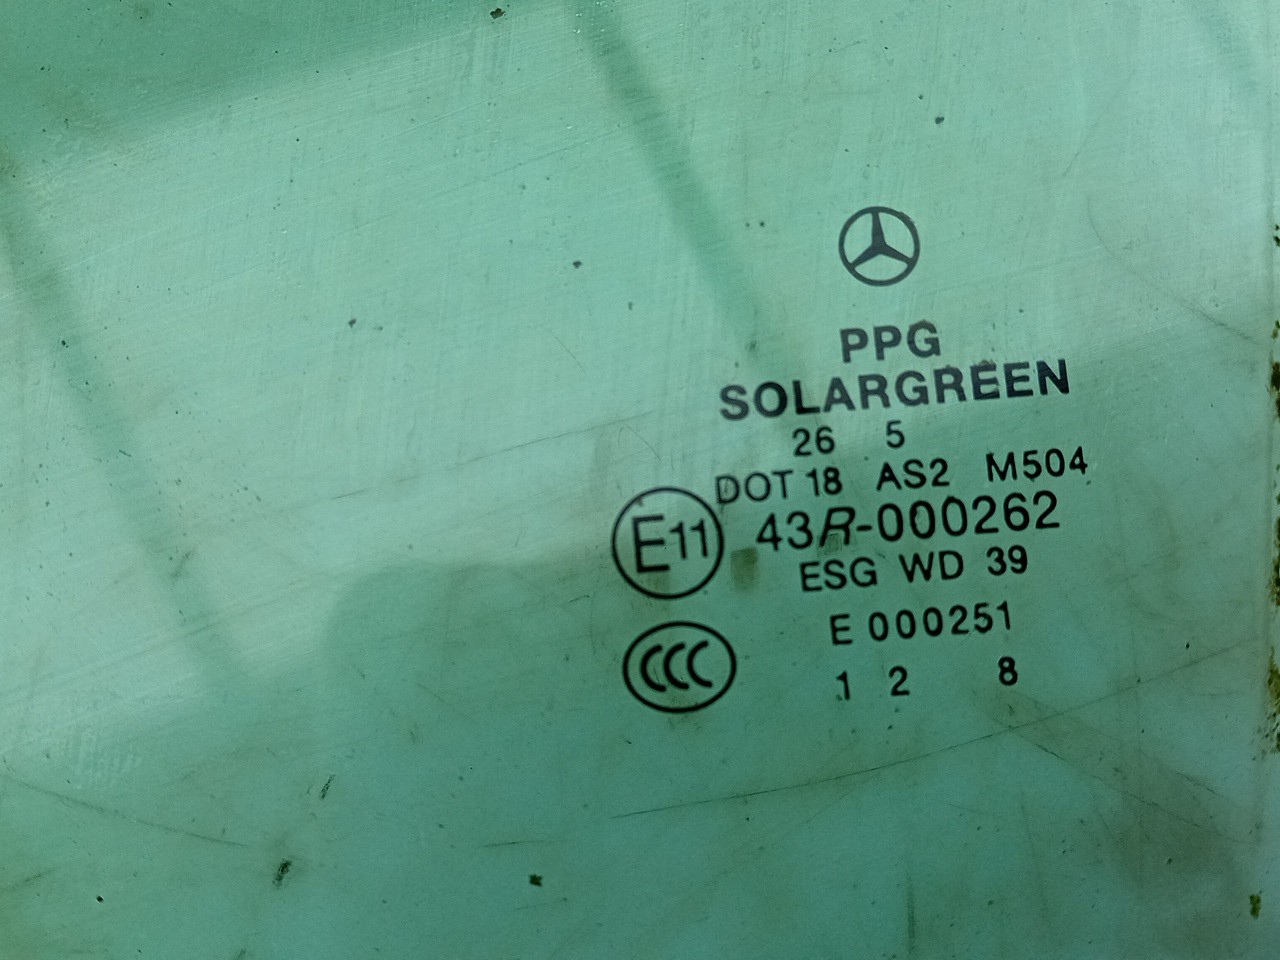 PPG
SOLARGREEN
26 5
DOT 18 AS2 M504
E11 43R-000262
ESG WD 39
E 000251
CCC 1 2 8